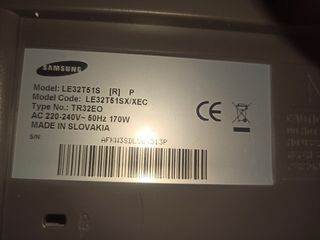 SAMSUNG
Model: LE32T51S [R] P
Model Code: LE32T51SX/XEC
Type No.: TR32EO
AC 220-240V~ 50Hz 170W
MADE IN SLOVAKIA
S/N
CE